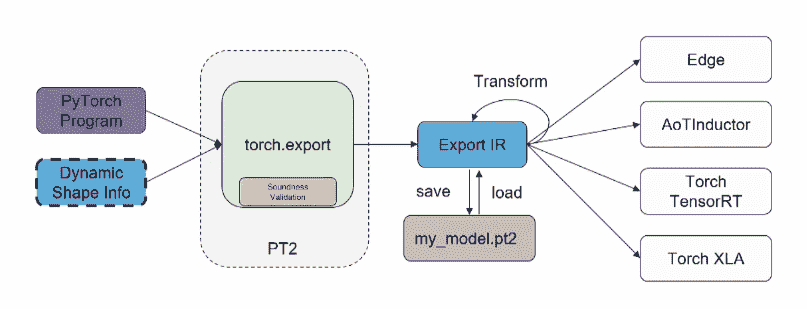 PyTorch
Program
Dynamic
Shape Info
torch.export
Soundness
Validation
PT2
Transform
Export IR
save
load
my_model.pt2
Edge
AoTInductor
Torch
TensorRT
Torch XLA